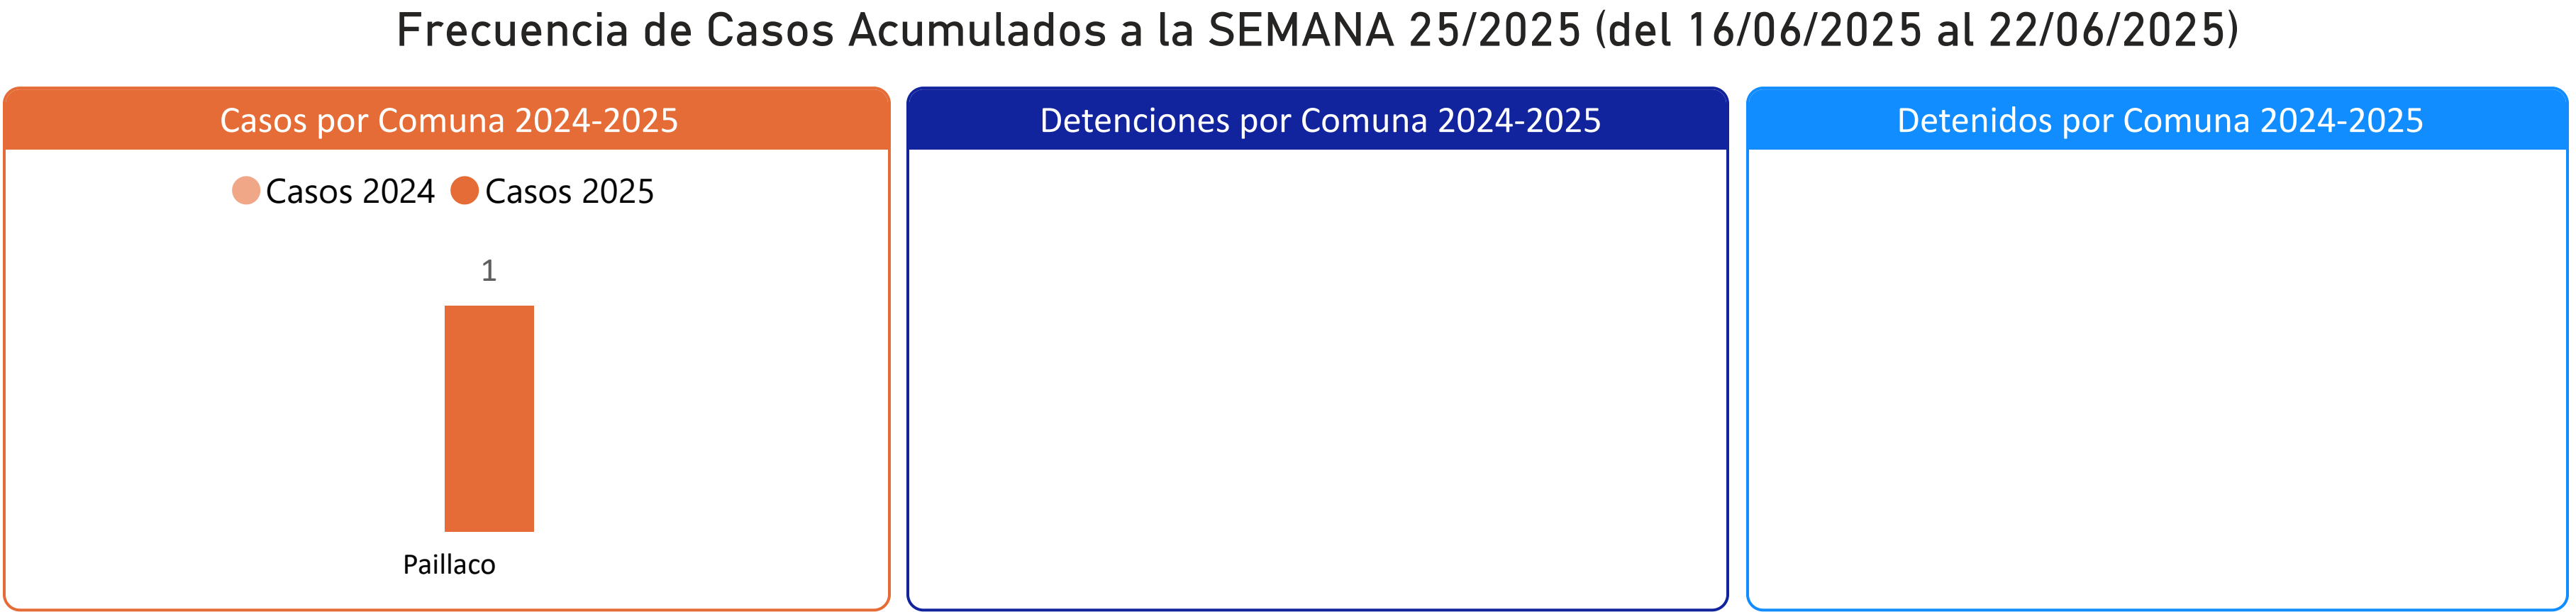 Frecuencia de Casos Acumulados a la SEMANA 25/2025 (del 16/06/2025 al 22/06/2025)
Casos por Comuna 2024-2025
Casos 2024 Casos 2025
1
Paillaco
Detenciones por Comuna 2024-2025
Detenidos por Comuna 2024-2025